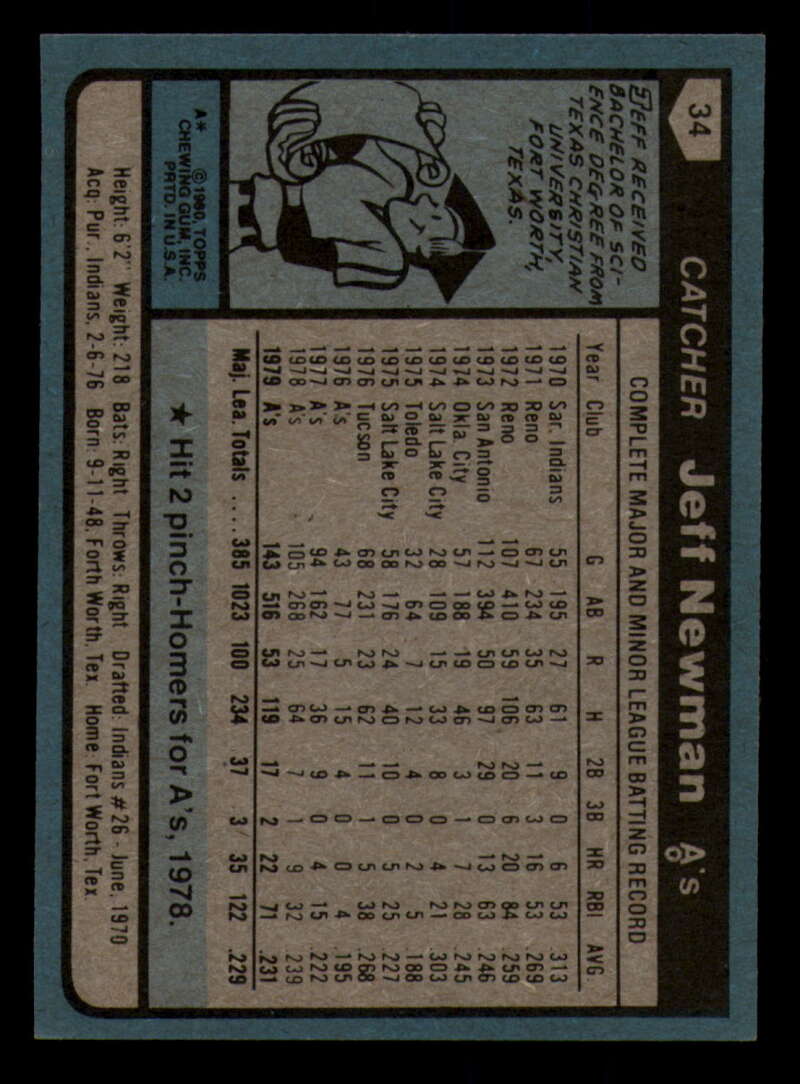 34 CATCHER Jeff Newman A's
JEFF RECEIVED
BACHELOR OF SCI-
ENCE DEGREE FROM
TEXAS CHRISTIAN
UNIVERSITY,
FORT WORTH,
TEXAS.
A* © 1980, TOPPS
CHEWING GUM, INC.
PRTD. IN U.S.A.
COMPLETE MAJOR AND MINOR LEAGUE BATTING RECORD
Year Club G AB R H 2B 3B HR RBI AVG.
1970 Sar. Indians 55 195 27 61 9 0 6 53 .313
1971 Reno 67 234 35 63 11 3 16 53 .269
1972 Reno 107 410 59 106 20 6 20 84 .259
1973 San Antonio 112 394 50 97 29 0 13 63 .246
1974 Okla. City 57 188 19 46 3 1 7 28 .245
1974 Salt Lake City 28 109 15 33 8 0 4 21 .303
1975 Toledo 32 64 7 12 4 0 2 5 .188
1975 Salt Lake City 58 176 24 40 10 0 5 25 .227
1976 Tucson 68 231 23 62 11 1 5 38 .268
1976 A's 43 77 5 15 4 0 0 4 .195
1977 A's 94 162 17 36 9 0 4 15 .222
1978 A's 105 268 25 64 7 1 9 32 .239
1979 A's 143 516 53 119 17 2 22 71 .231
Maj. Lea. Totals .... 385 1023 100 234 37 3 35 122 .229
★ Hit 2 pinch-Homers for A's, 1978.
Height: 6'2" Weight: 218 Bats: Right Throws: Right Drafted: Indians #26 - June, 1970
Acq: Pur., Indians, 2-6-76 Born: 9-11-48, Forth Worth, Tex. Home: Fort Worth, Tex.